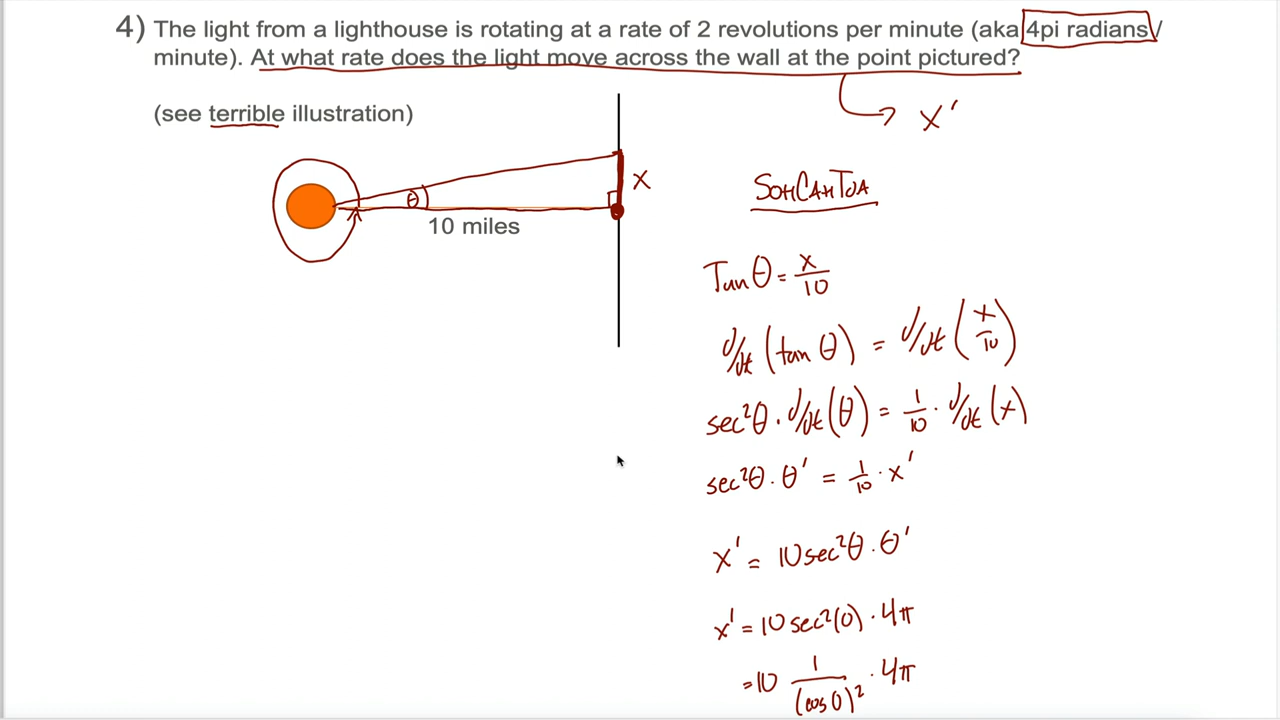 4) The light from a lighthouse is rotating at a rate of 2 revolutions per minute (aka 4pi radians/
minute). At what rate does the light move across the wall at the point pictured?
(see terrible illustration)
x'
θ
x
10 miles
SOHCAHTOA
Tanθ = x/10
d/dt (tan θ) = d/dt (x/10)
sec²θ · d/dt (θ) = 1/10 · d/dt (x)
sec²θ · θ' = 1/10 · x'
x' = 10sec²θ · θ'
x' = 10sec²(0) · 4π
=10 1/(cos 0)² · 4π